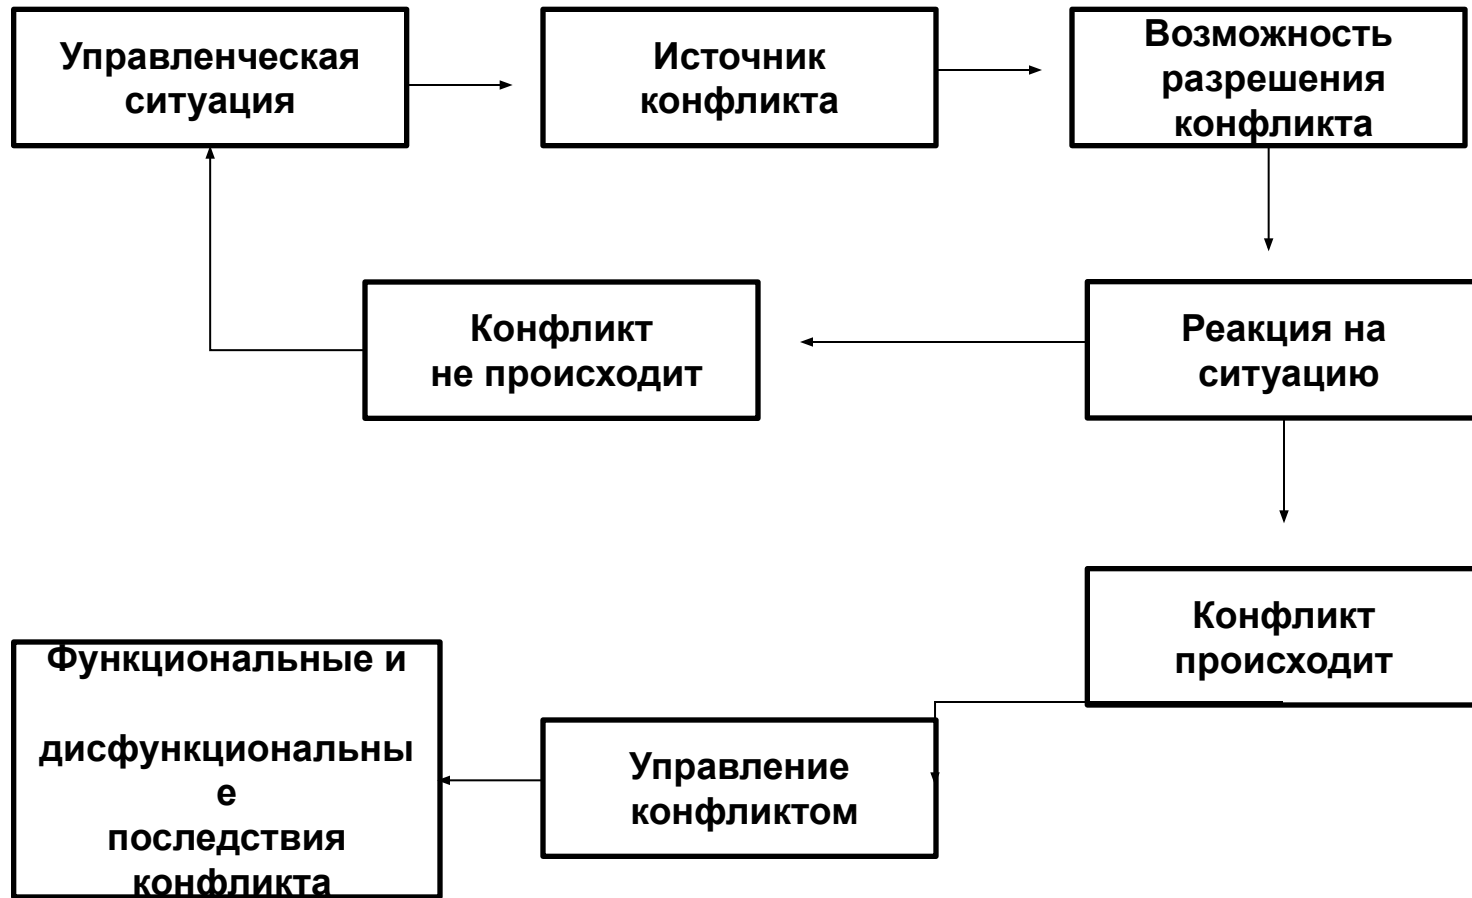 Управленческая
ситуация
Источник
конфликта
Возможность
разрешения
конфликта
Конфликт
не происходит
Реакция на
ситуацию
Конфликт
происходит
Функциональные и
дисфункциональны
е
последствия
конфликта
Управление
конфликтом